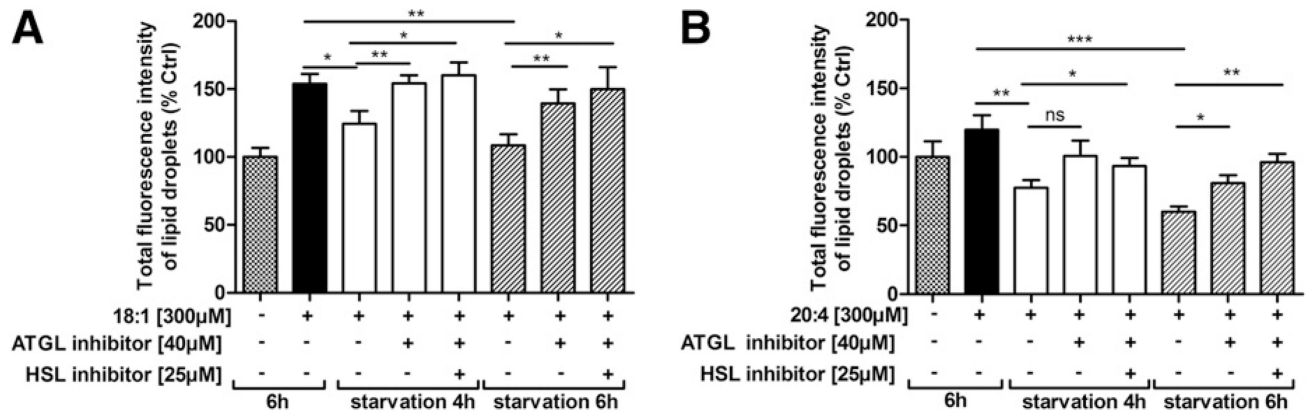 A
Total fluorescence intensity
of lipid droplets (% Ctrl)
200
150
100
50
0
**
*
**
*
**
*
18:1 [300µM] - + + + + + + +
ATGL inhibitor [40µM] - - - + + - + +
HSL inhibitor [25µM] - - - - + - - +
6h starvation 4h starvation 6h
B
Total fluorescence intensity
of lipid droplets (% Ctrl)
200
150
100
50
0
***
**
*
ns
**
*
20:4 [300µM] - + + + + + + +
ATGL inhibitor [40µM] - - - + + - + +
HSL inhibitor [25µM] - - - - + - - +
6h starvation 4h starvation 6h